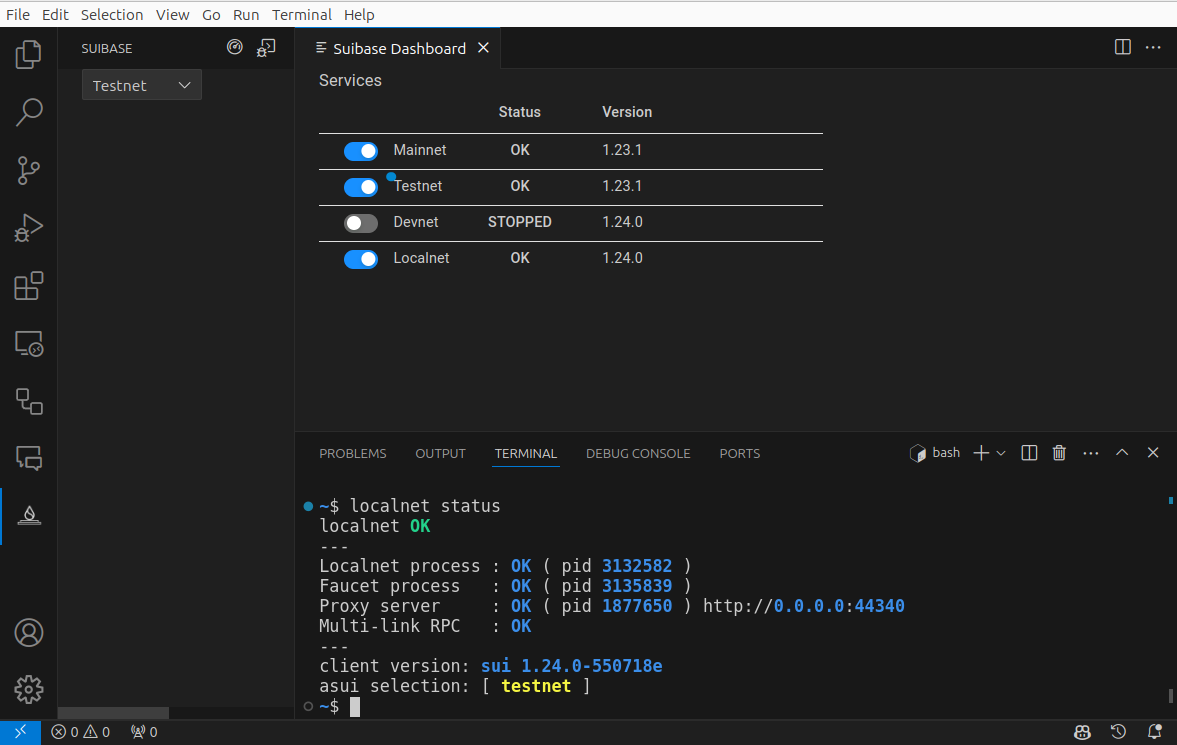 File Edit Selection View Go Run Terminal Help
SUIBASE
Testnet
Suibase Dashboard
Services
Status Version
Mainnet OK 1.23.1
Testnet OK 1.23.1
Devnet STOPPED 1.24.0
Localnet OK 1.24.0
PROBLEMS OUTPUT TERMINAL DEBUG CONSOLE PORTS bash
~$ localnet status
localnet OK
---
Localnet process : OK ( pid 3132582 )
Faucet process : OK ( pid 3135839 )
Proxy server : OK ( pid 1877650 ) http://0.0.0.0:44340
Multi-link RPC : OK
---
client version: sui 1.24.0-550718e
asui selection: [ testnet ]
~$
0 0 0